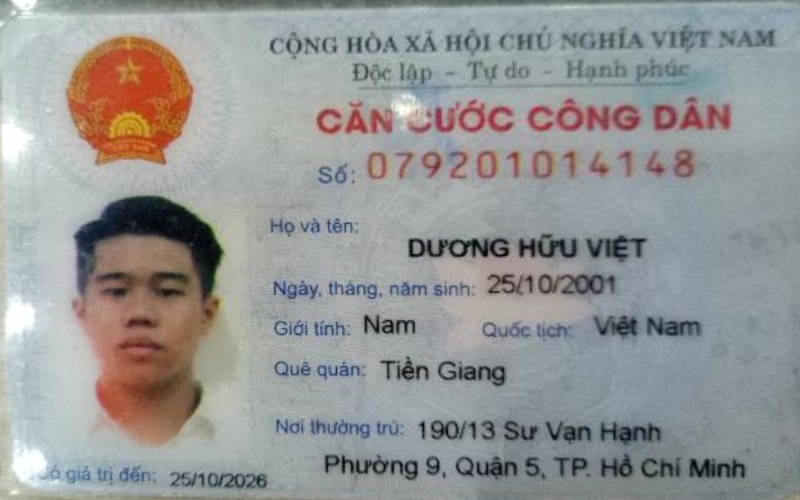 CỘNG HÒA XÃ HỘI CHỦ NGHĨA VIỆT NAM
Độc lập - Tự do - Hạnh phúc
CĂN CƯỚC CÔNG DÂN
Số: 079201014148
Họ và tên:
DƯƠNG HỮU VIỆT
Ngày, tháng, năm sinh: 25/10/2001
Giới tính: Nam Quốc tịch: Việt Nam
Quê quán: Tiền Giang
Nơi thường trú: 190/13 Sư Vạn Hạnh
Phường 9, Quận 5, TP. Hồ Chí Minh
Có giá trị đến: 25/10/2026